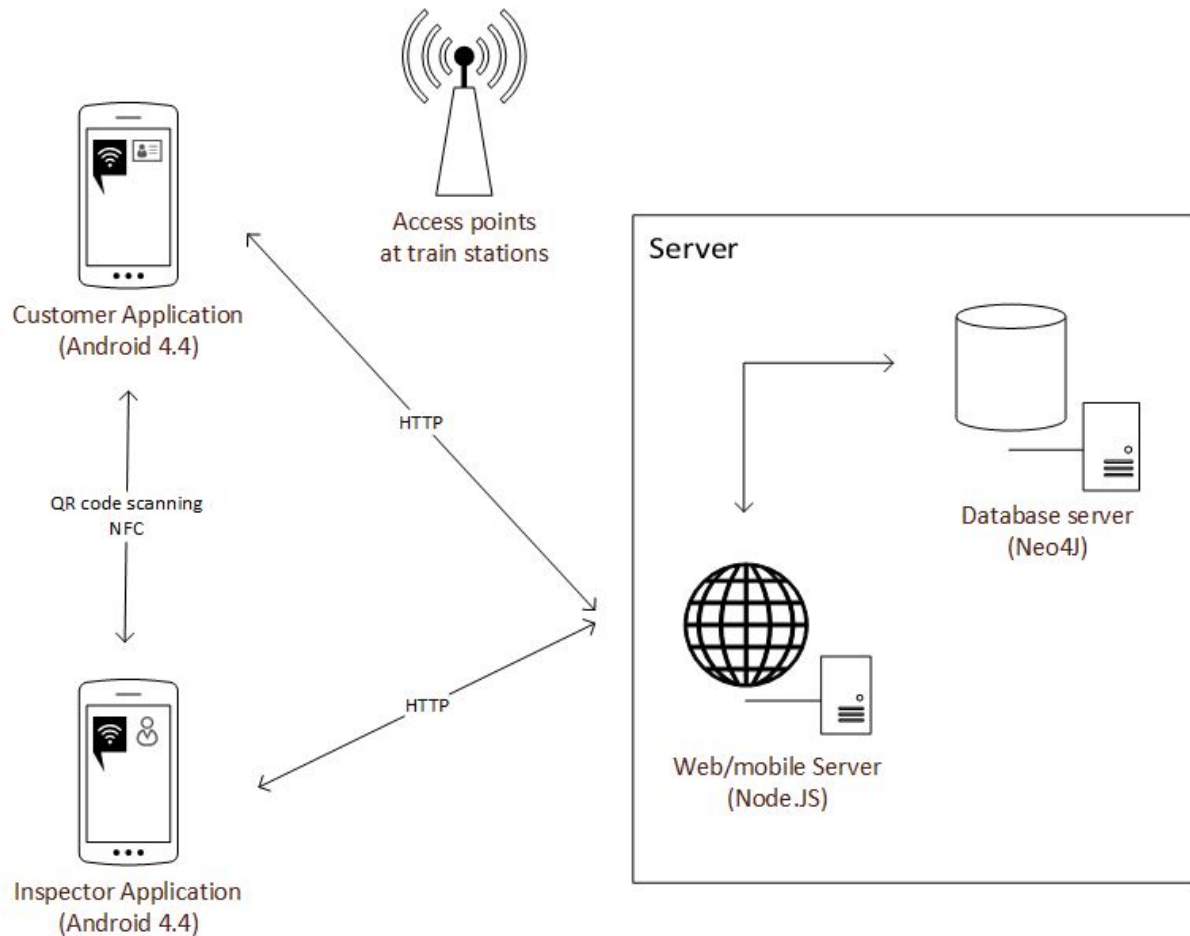 Access points
at train stations
Server
Customer Application
(Android 4.4)
HTTP
QR code scanning
NFC
Database server
(Neo4J)
HTTP
Web/mobile Server
(Node.JS)
Inspector Application
(Android 4.4)